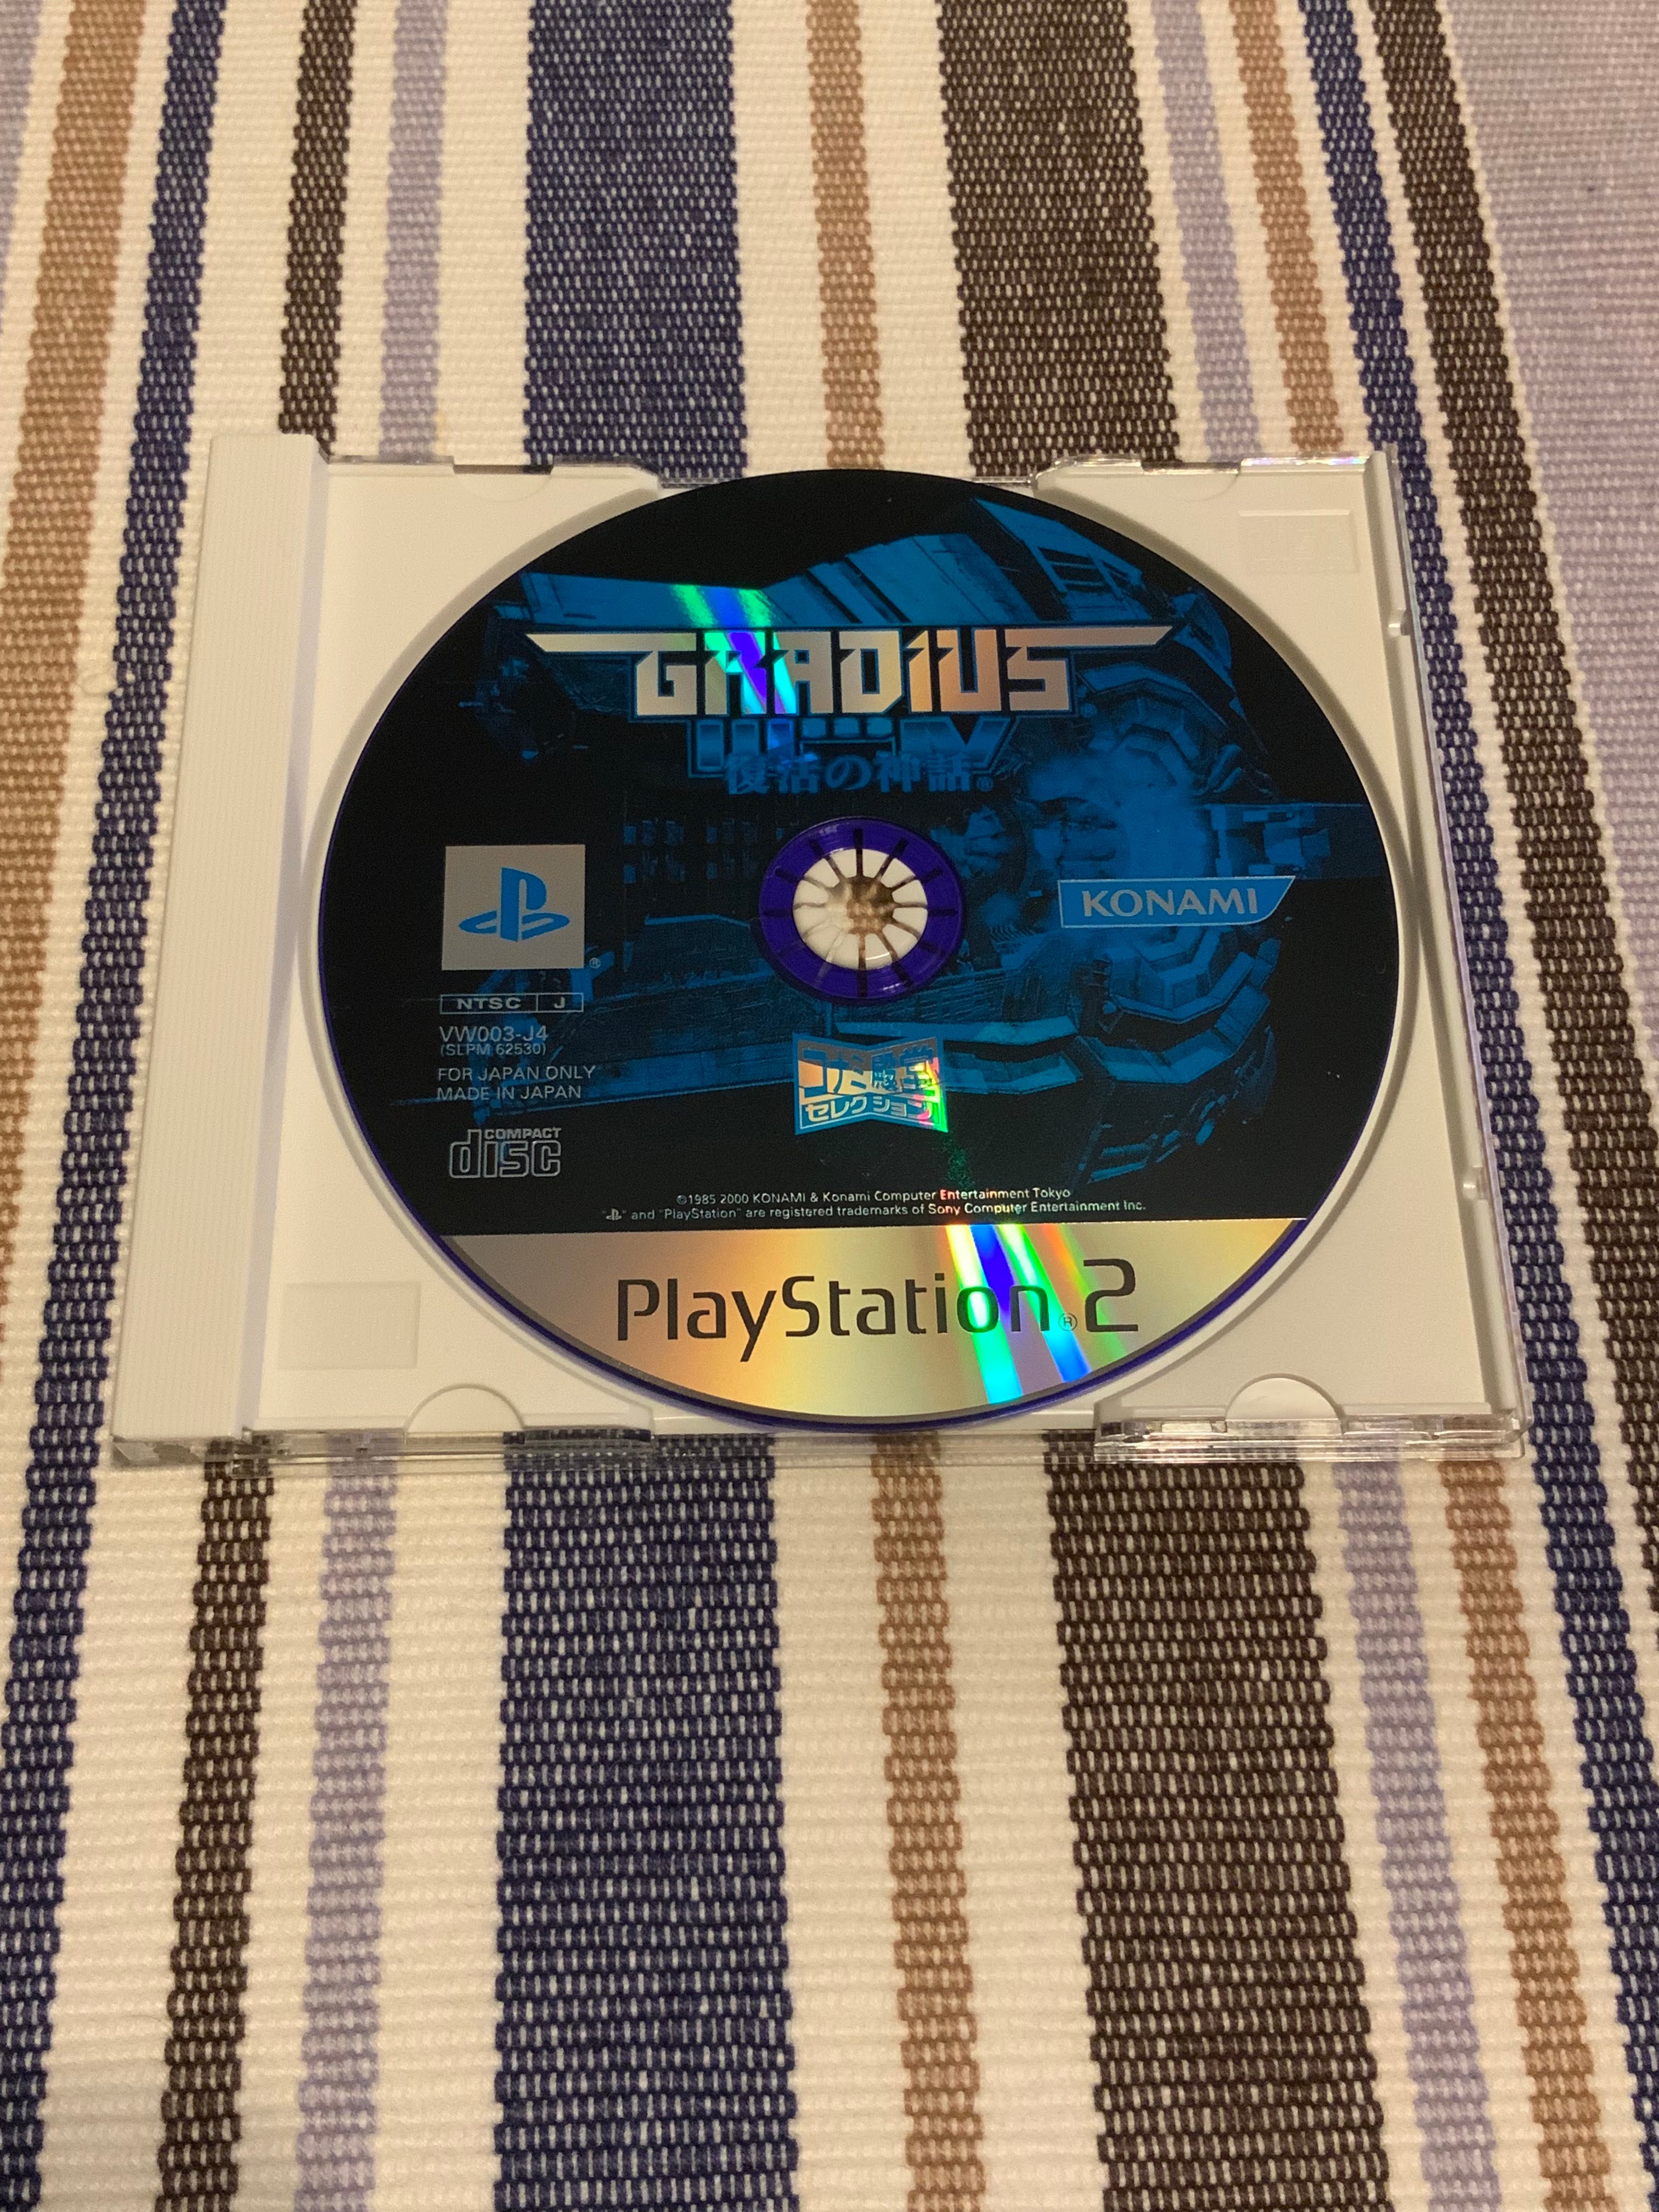 GRADIUS
III AND IV
復活の神話®
KONAMI
®
NTSC J
VW003-J4
(SLPM 62530)
FOR JAPAN ONLY
MADE IN JAPAN
COMPACT
disc
コナミ殿堂
セレクション
©1985 2000 KONAMI & Konami Computer Entertainment Tokyo
" " and "PlayStation" are registered trademarks of Sony Computer Entertainment Inc.
PlayStation®2